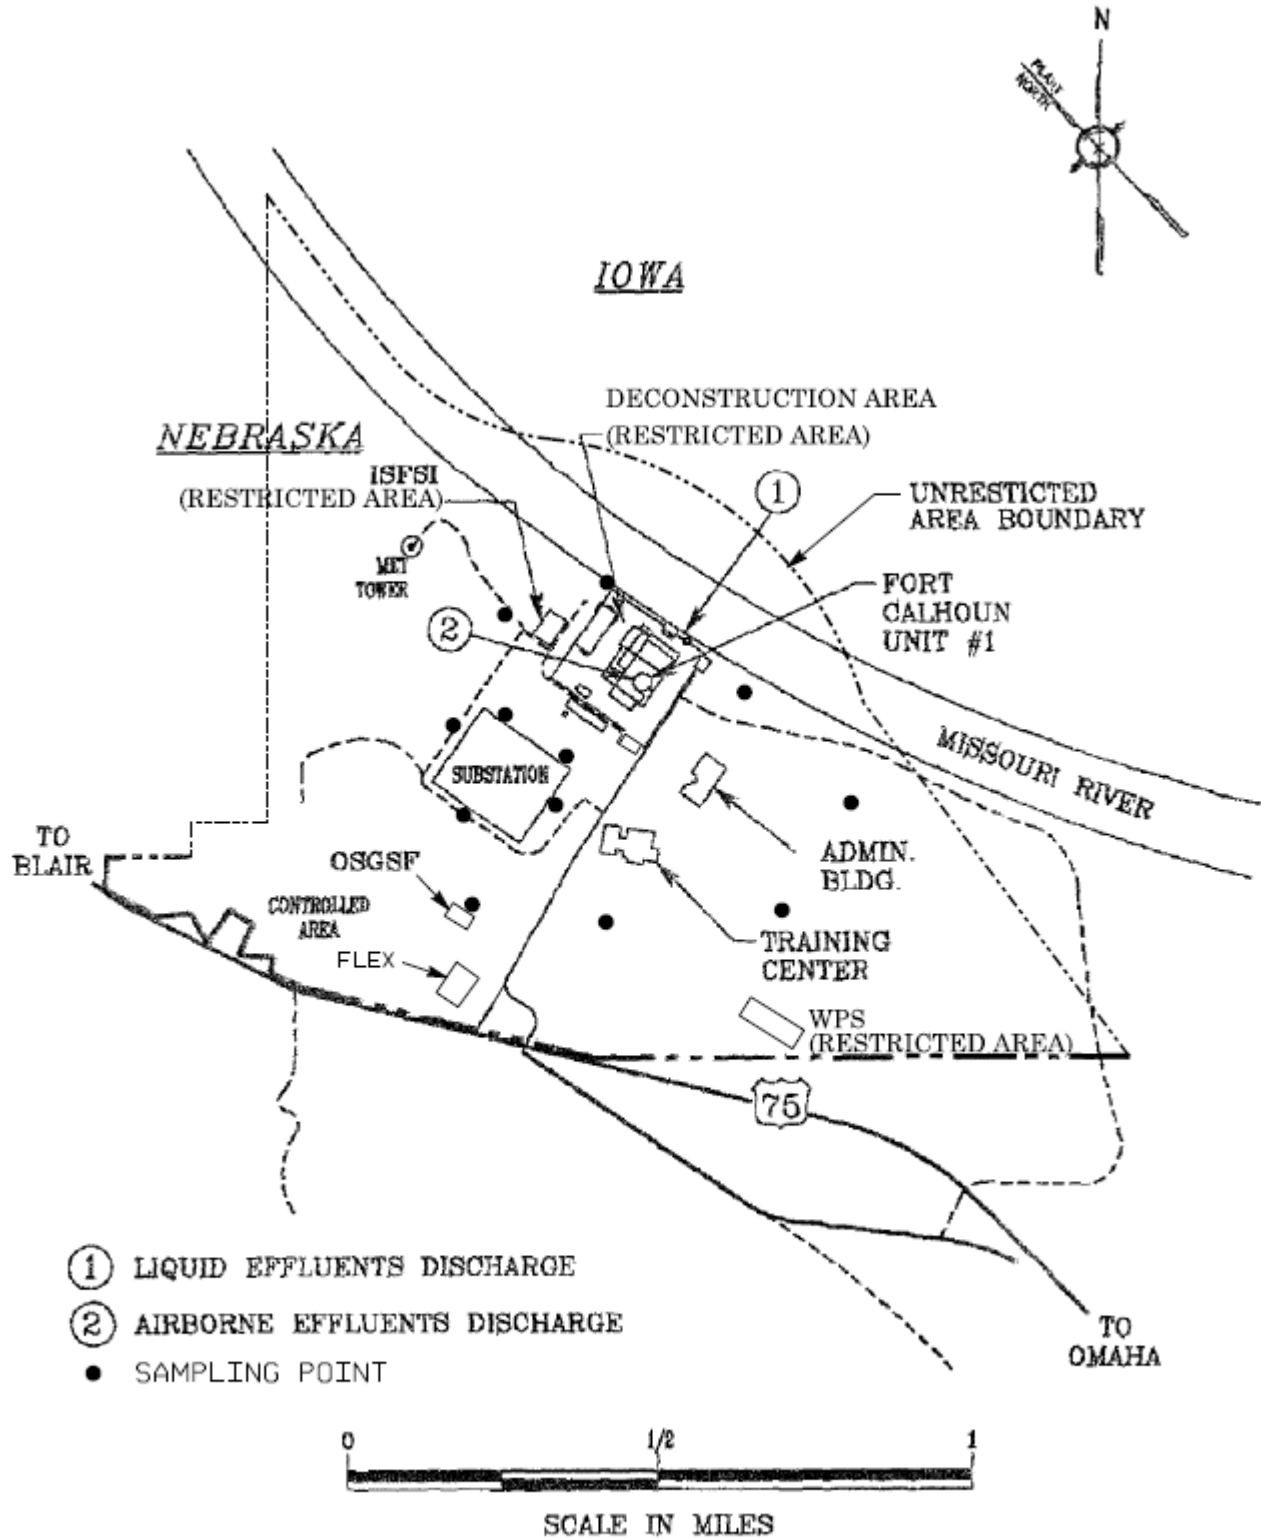 N
PLANT
NORTH
IOWA
DECONSTRUCTION AREA
(RESTRICTED AREA)
NEBRASKA
ISFSI
(RESTRICTED AREA)
1
UNRESTICTED
AREA BOUNDARY
MET
TOWER
2
FORT
CALHOUN
UNIT #1
MISSOURI RIVER
SUBSTATION
TO
BLAIR
OSGSF
ADMIN.
BLDG.
CONTROLLED
AREA
FLEX
TRAINING
CENTER
WPS
(RESTRICTED AREA)
75
1 LIQUID EFFLUENTS DISCHARGE
2 AIRBORNE EFFLUENTS DISCHARGE
SAMPLING POINT
TO
OMAHA
0 1/2 1
SCALE IN MILES